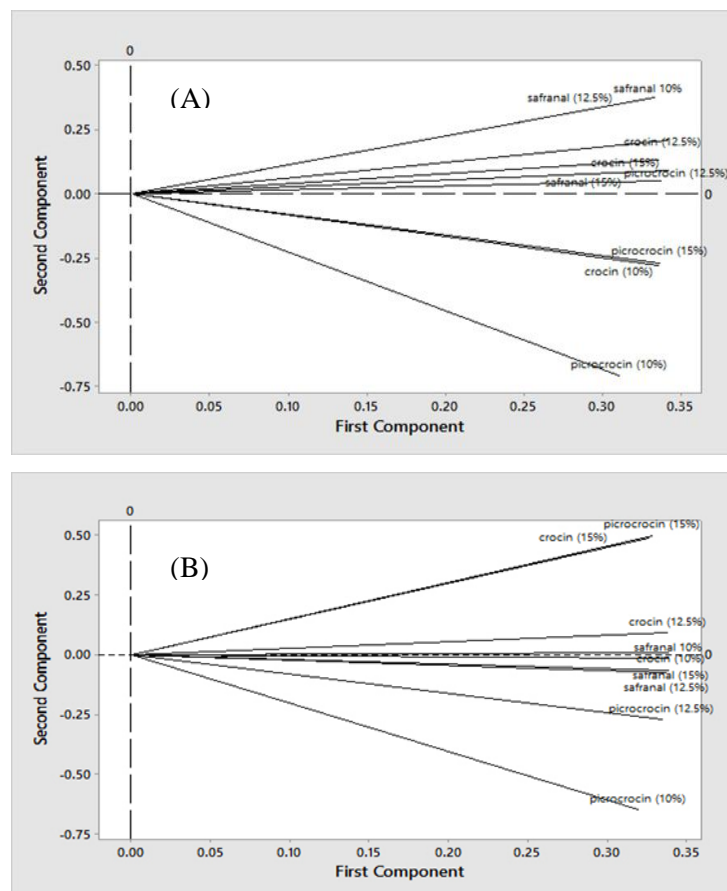 0
(A)
0.50
safranal 10%
safranal (12.5%)
0.25
crocin (12.5%)
crocin (15%)
picrocrocin (12.5%)
safranal (15%)
0.00
0
Second Component
-0.25
picrocrocin (15%)
crocin (10%)
-0.50
picrocrocin (10%)
-0.75
0.00 0.05 0.10 0.15 0.20 0.25 0.30 0.35
First Component
0
(B)
picrocrocin (15%)
0.50
crocin (15%)
0.25
crocin (12.5%)
safranal 10%
0.00
0
crocin (10%)
safranal (15%)
safranal (12.5%)
Second Component
-0.25
picrocrocin (12.5%)
-0.50
picrocrocin (10%)
-0.75
0.00 0.05 0.10 0.15 0.20 0.25 0.30 0.35
First Component